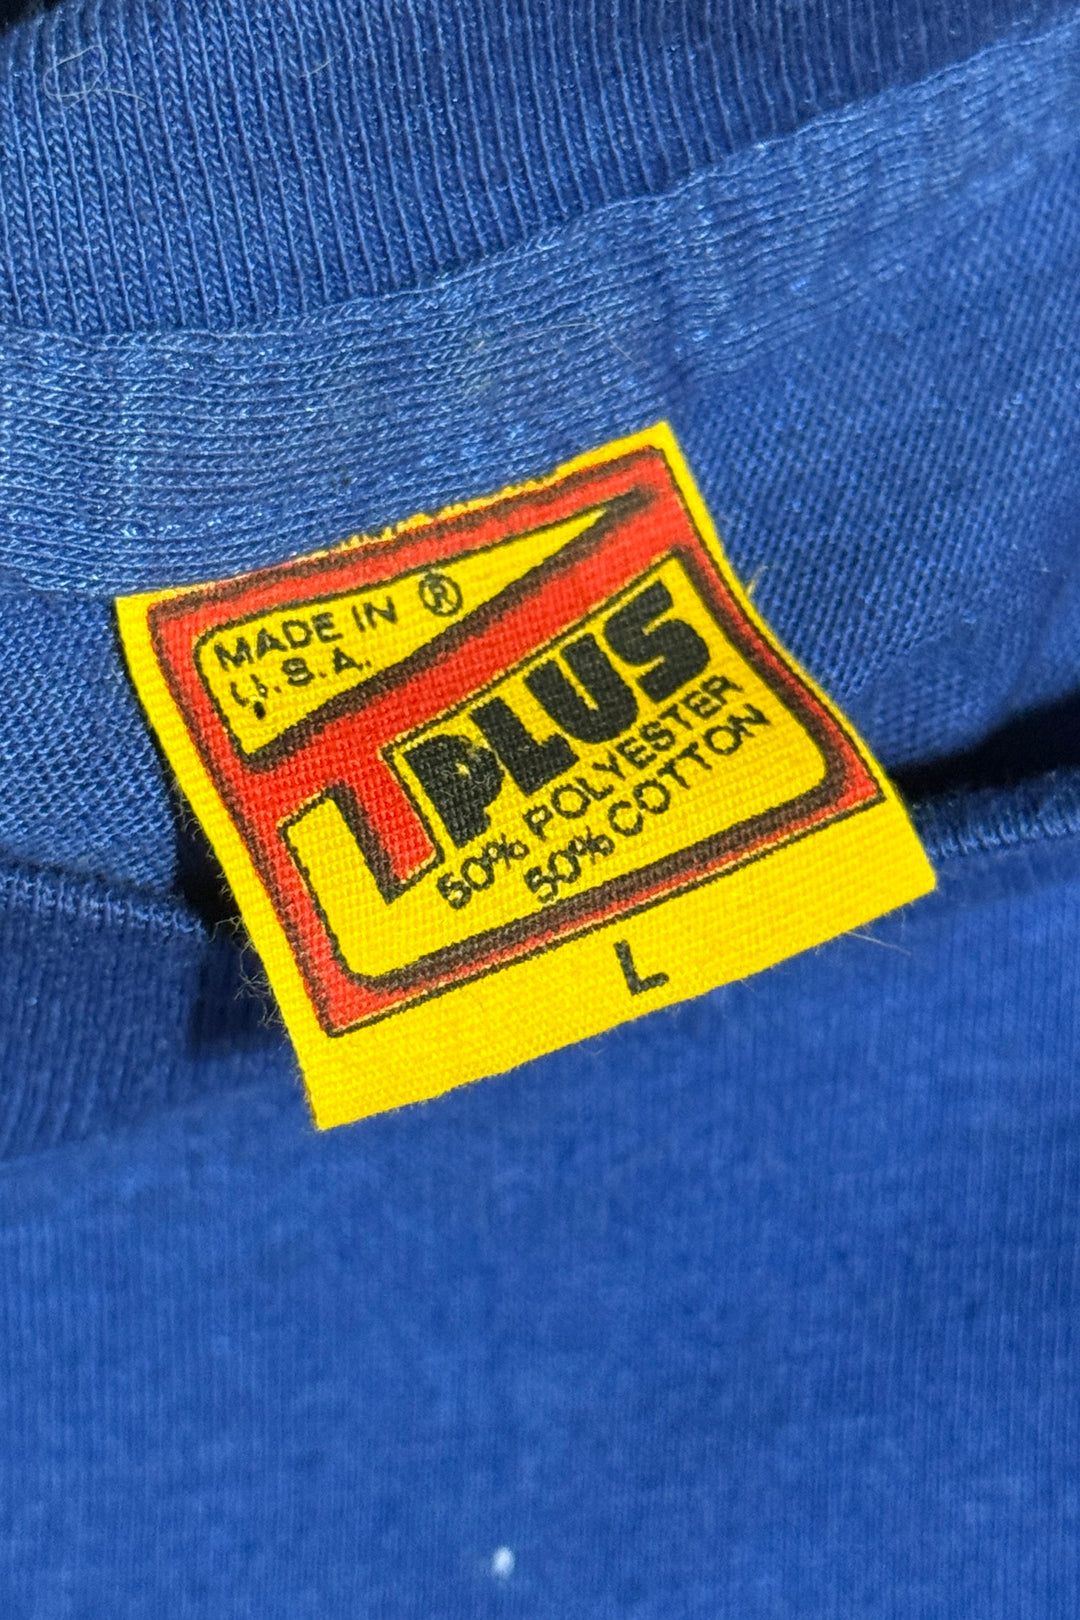 MADE IN ®
U.S.A.
T PLUS
50% POLYESTER
50% COTTON
L